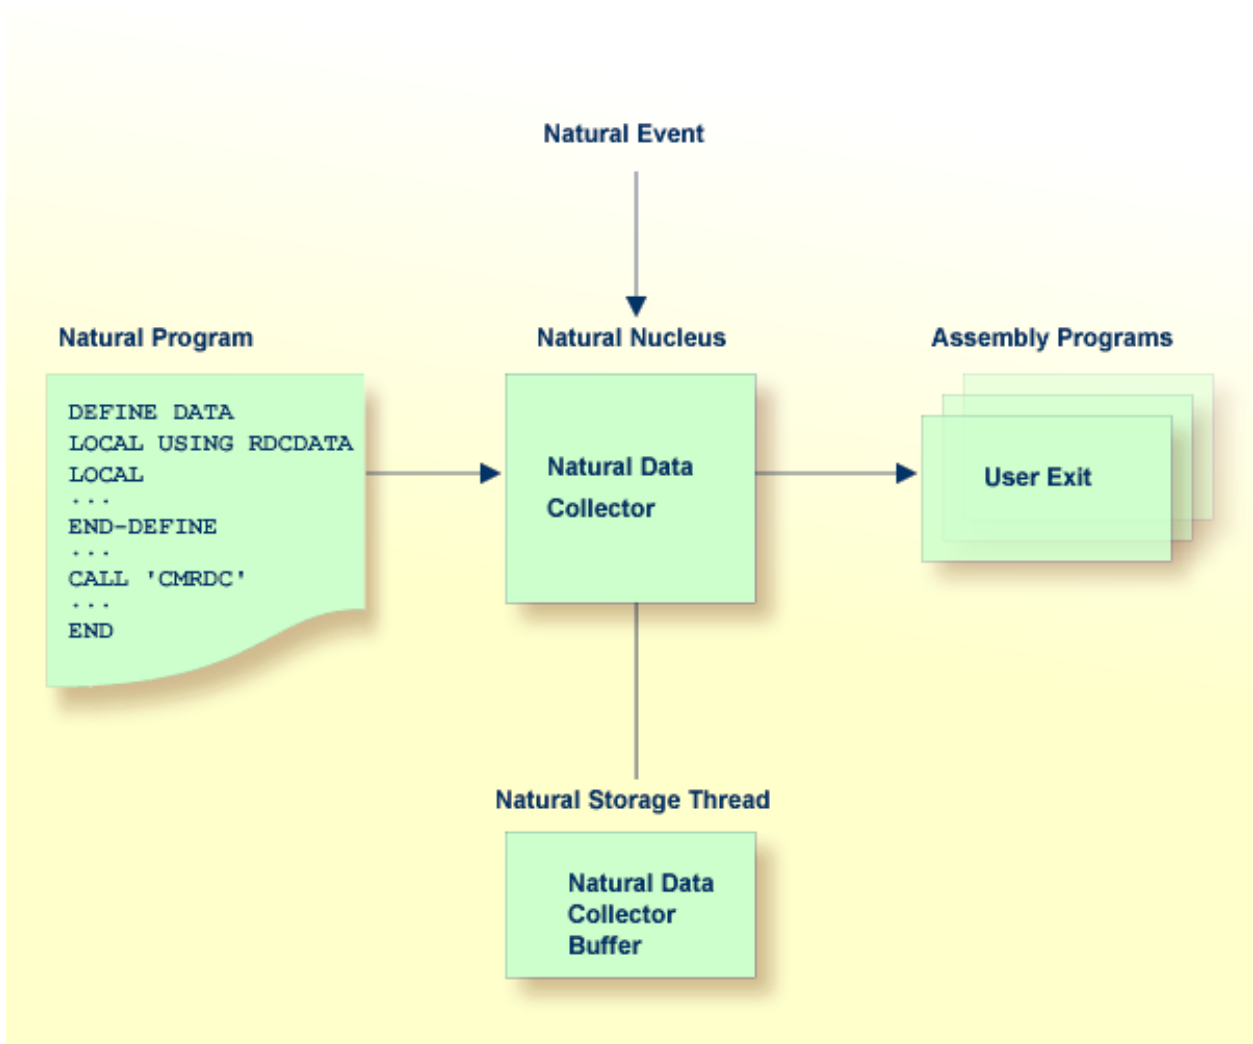 Natural Event
Natural Program
Natural Nucleus
Assembly Programs
DEFINE DATA
LOCAL USING RDCDATA
LOCAL
...
END-DEFINE
...
CALL 'CMRDC'
...
END
Natural Data
Collector
User Exit
Natural Storage Thread
Natural Data
Collector
Buffer